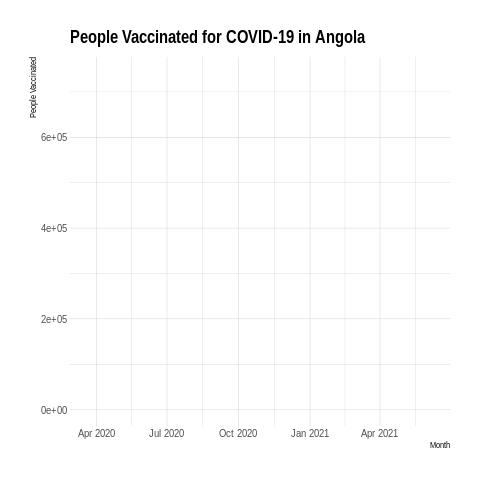 People Vaccinated for COVID-19 in Angola
People Vaccinated
6e+05
4e+05
2e+05
0e+00
Apr 2020 Jul 2020 Oct 2020 Jan 2021 Apr 2021
Month